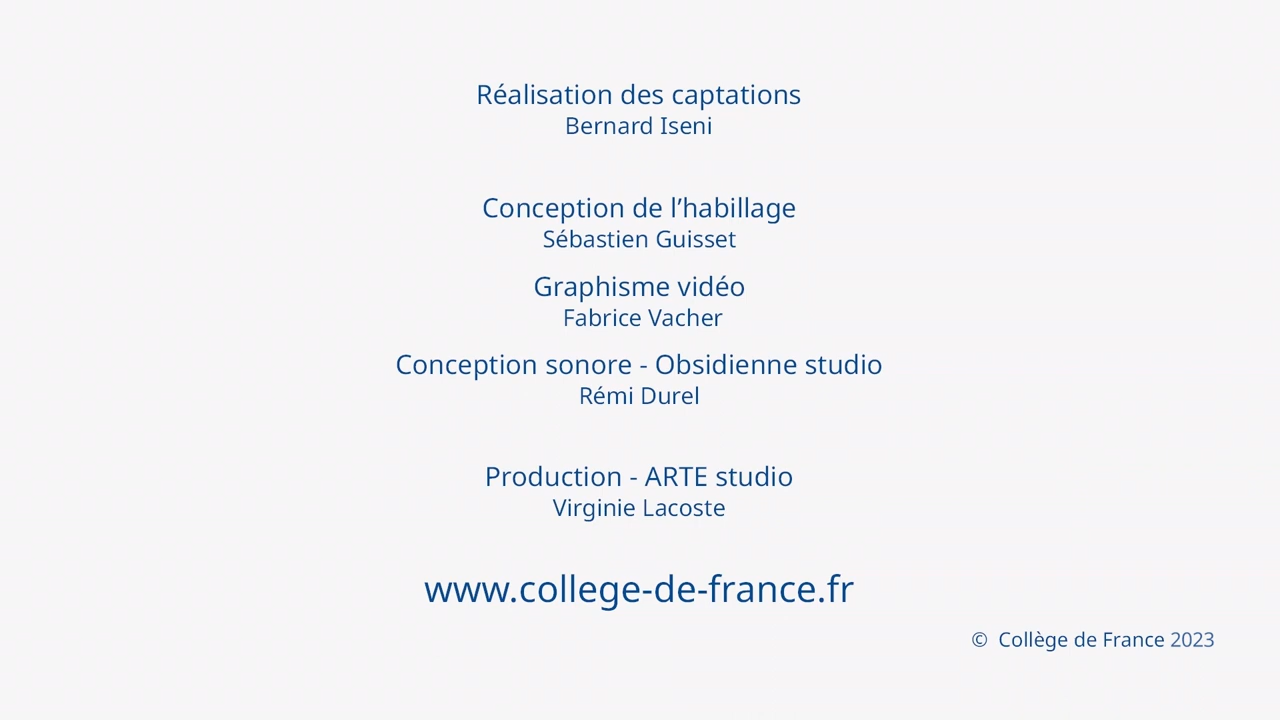 Réalisation des captations
Bernard Iseni
Conception de l’habillage
Sébastien Guisset
Graphisme vidéo
Fabrice Vacher
Conception sonore - Obsidienne studio
Rémi Durel
Production - ARTE studio
Virginie Lacoste
www.college-de-france.fr
© Collège de France 2023